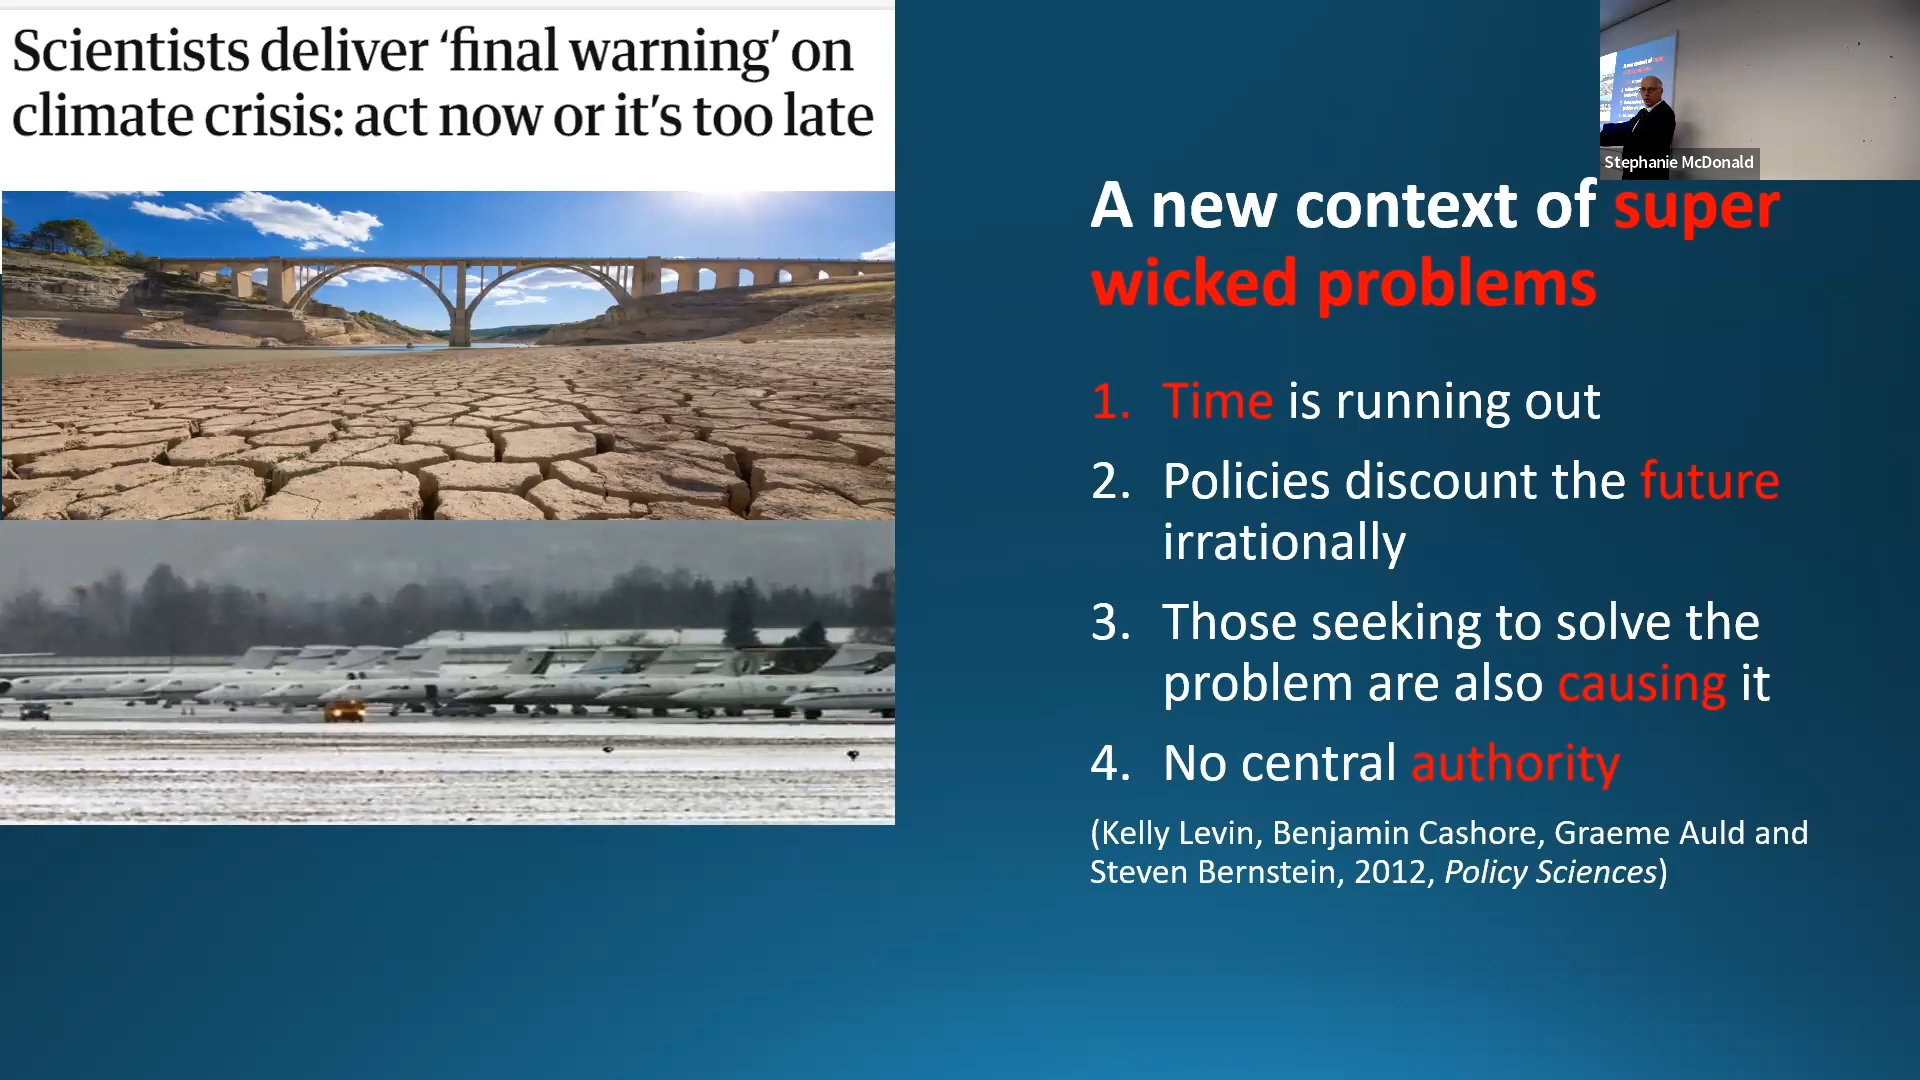 Scientists deliver ‘final warning’ on
climate crisis: act now or it’s too late
Stephanie McDonald
A new context of super
wicked problems
1. Time is running out
2. Policies discount the future
irrationally
3. Those seeking to solve the
problem are also causing it
4. No central authority
(Kelly Levin, Benjamin Cashore, Graeme Auld and
Steven Bernstein, 2012, Policy Sciences)